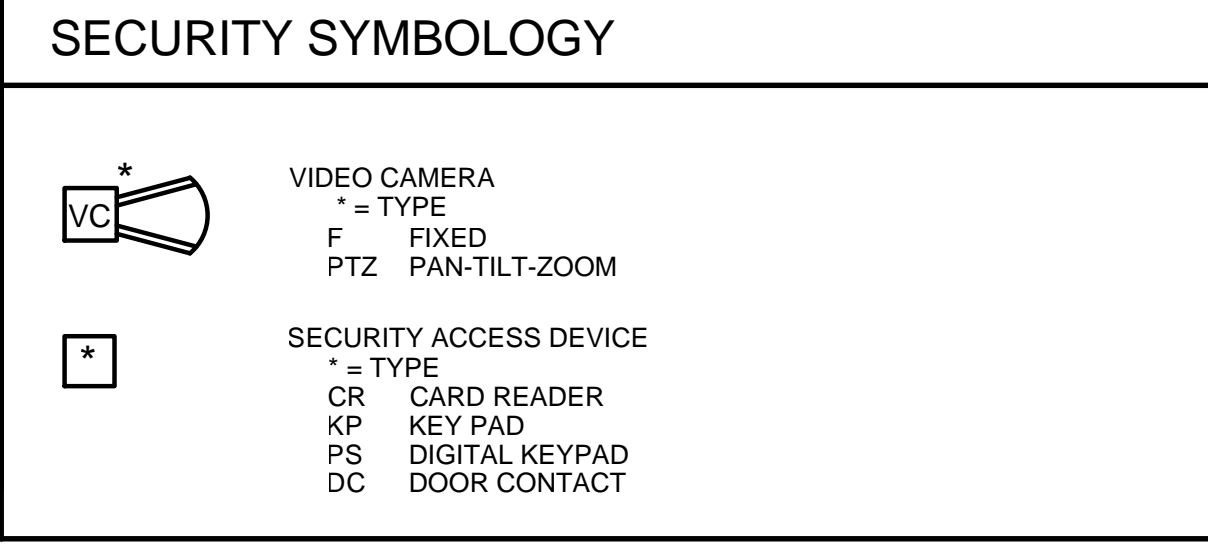 SECURITY SYMBOLOGY
*
VC
VIDEO CAMERA
* = TYPE
F FIXED
PTZ PAN-TILT-ZOOM
*
SECURITY ACCESS DEVICE
* = TYPE
CR CARD READER
KP KEY PAD
PS DIGITAL KEYPAD
DC DOOR CONTACT